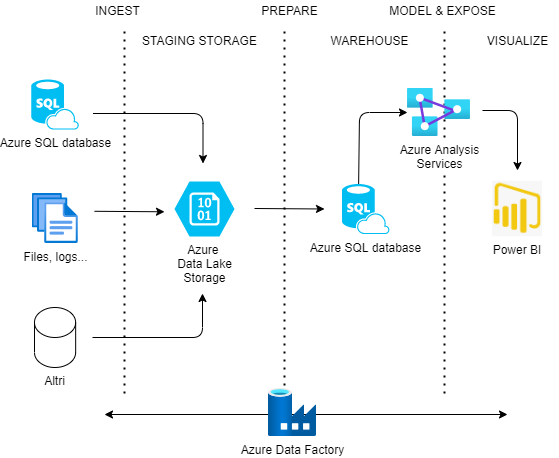 INGEST
PREPARE
MODEL & EXPOSE
STAGING STORAGE
WAREHOUSE
VISUALIZE
SQL
Azure SQL database
Azure Analysis
Services
10
01
Files, logs...
Azure
Data Lake
Storage
SQL
Azure SQL database
Power BI
Altri
Azure Data Factory